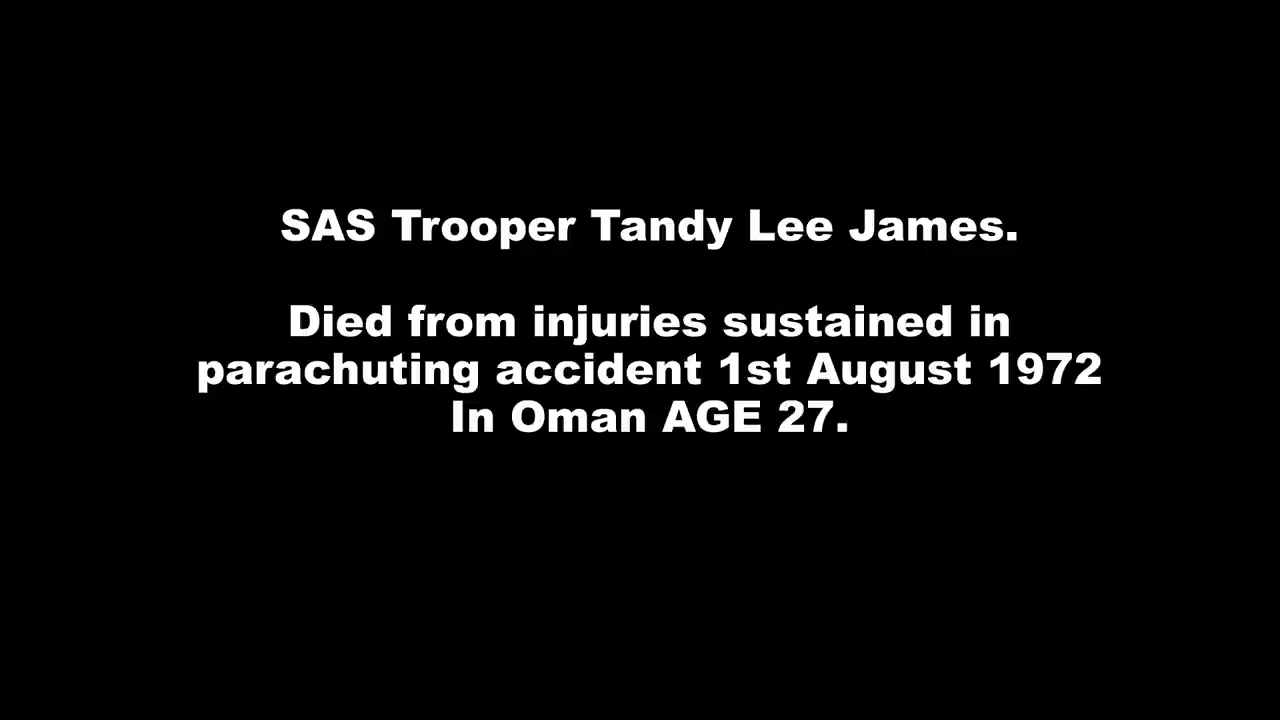 SAS Trooper Tandy Lee James.
Died from injuries sustained in
parachuting accident 1st August 1972
In Oman AGE 27.